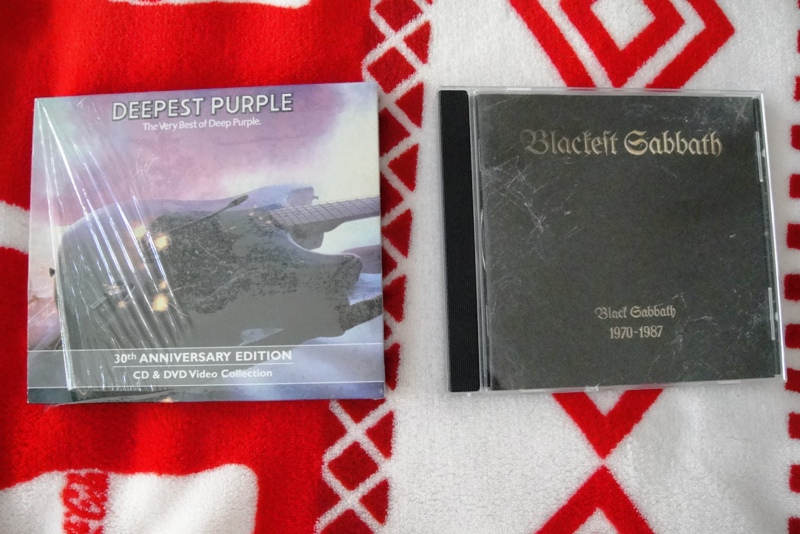 DEEPEST PURPLE
The Very Best of Deep Purple.
30th ANNIVERSARY EDITION
CD & DVD Video Collection
Blackest Sabbath
Black Sabbath
1970-1987